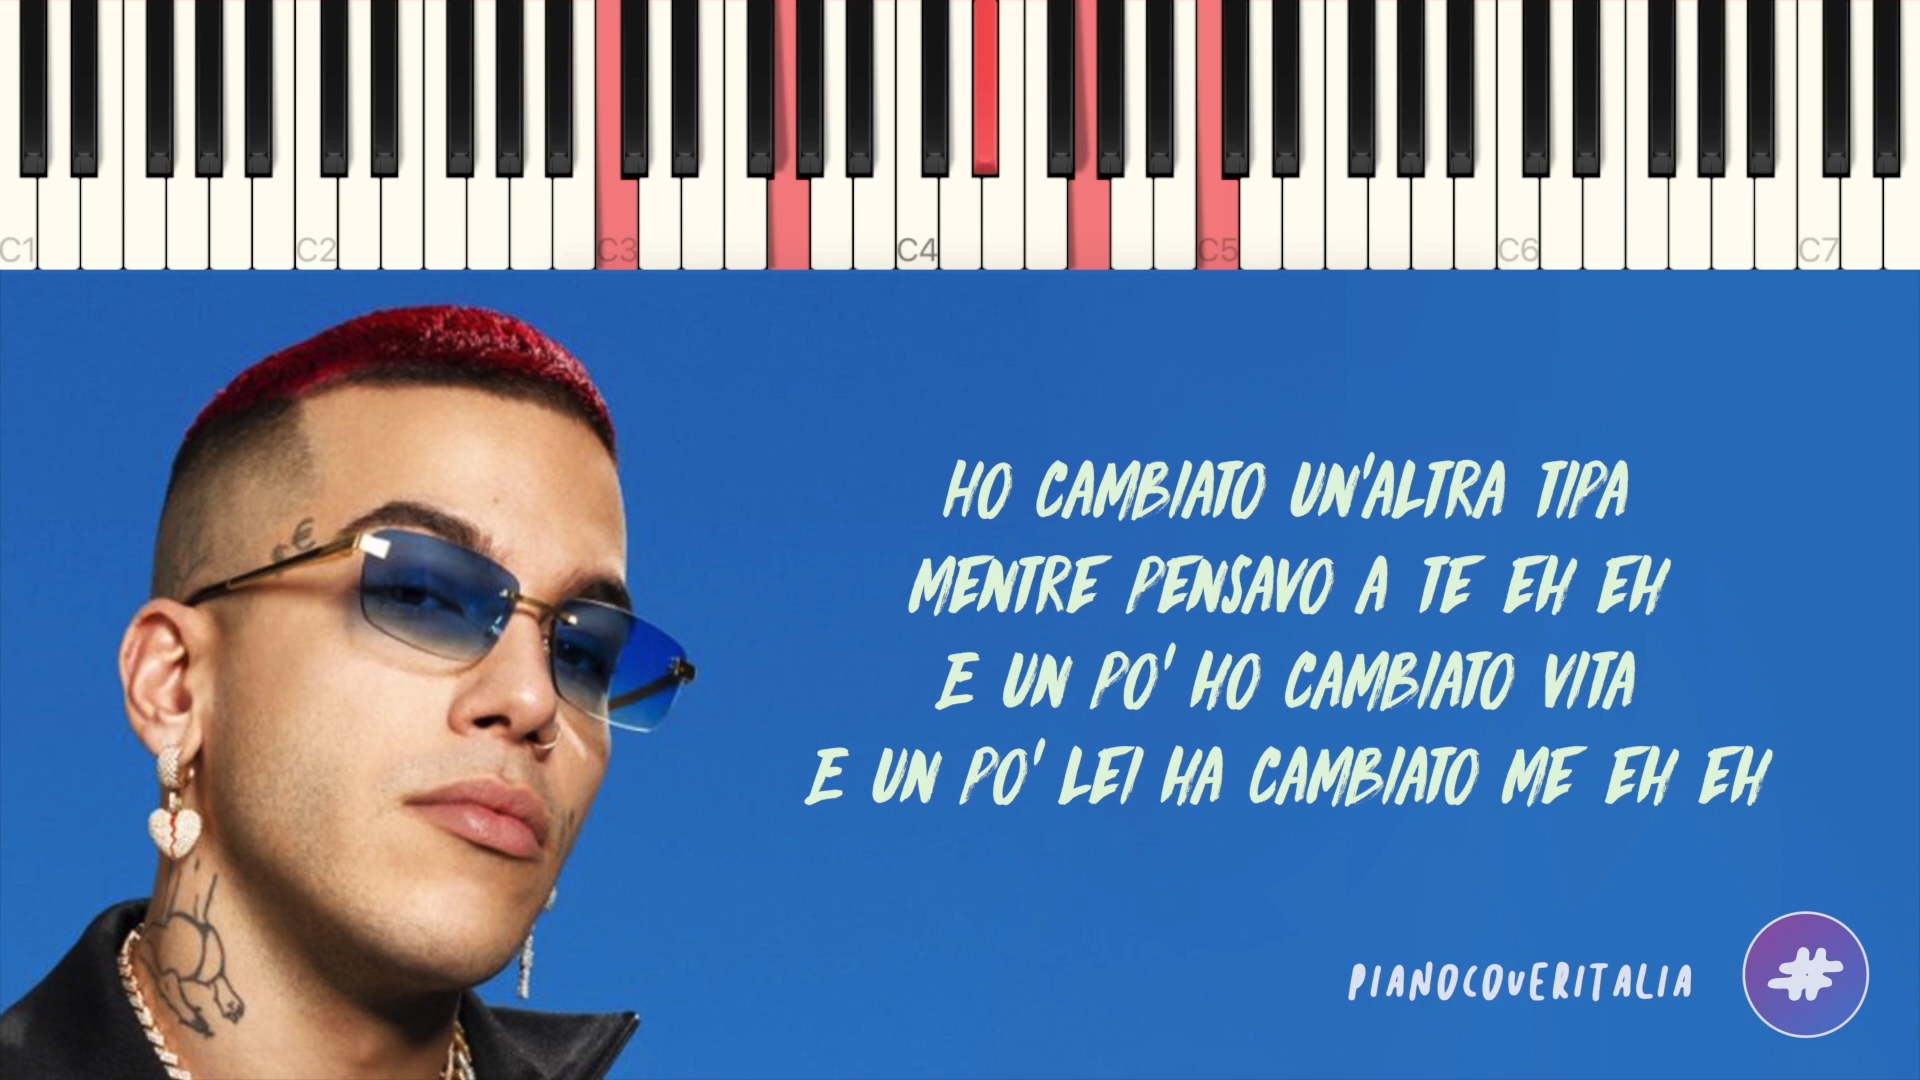 C1 C2 C3 C4 C5 C6 C7
HO CAMBIATO UN'ALTRA TIPA
MENTRE PENSAVO A TE EH EH
E UN PO' HO CAMBIATO VITA
E UN PO' LEI HA CAMBIATO ME EH EH
PIANOCOVERITALIA #